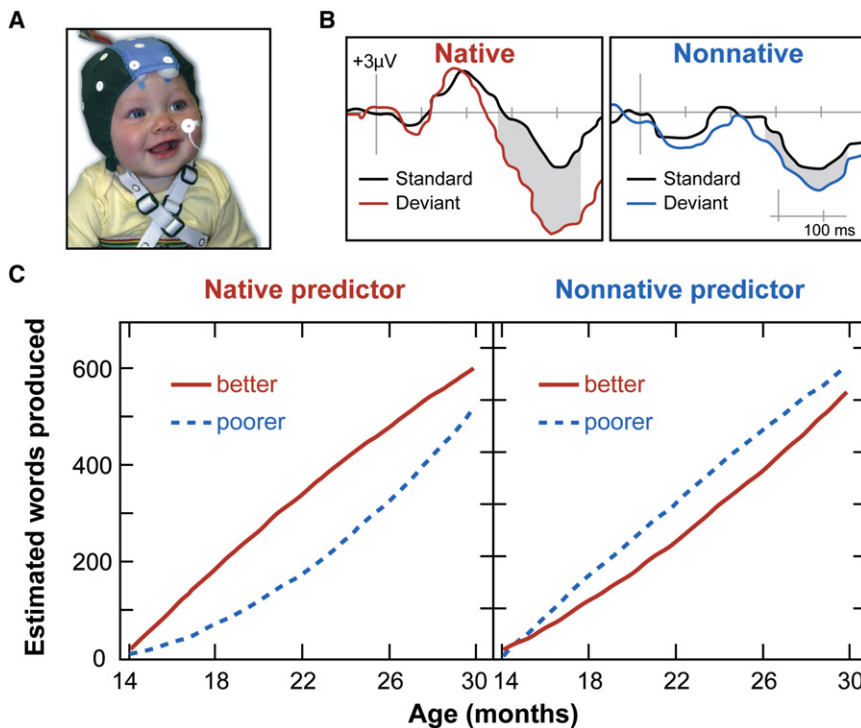 A
B
Native
+3μV
Standard
Deviant
Nonnative
Standard
Deviant
100 ms
C
Native predictor
Nonnative predictor
Estimated words produced
600
400
200
0
better
poorer
better
poorer
14 18 22 26 30
14 18 22 26 30
Age (months)